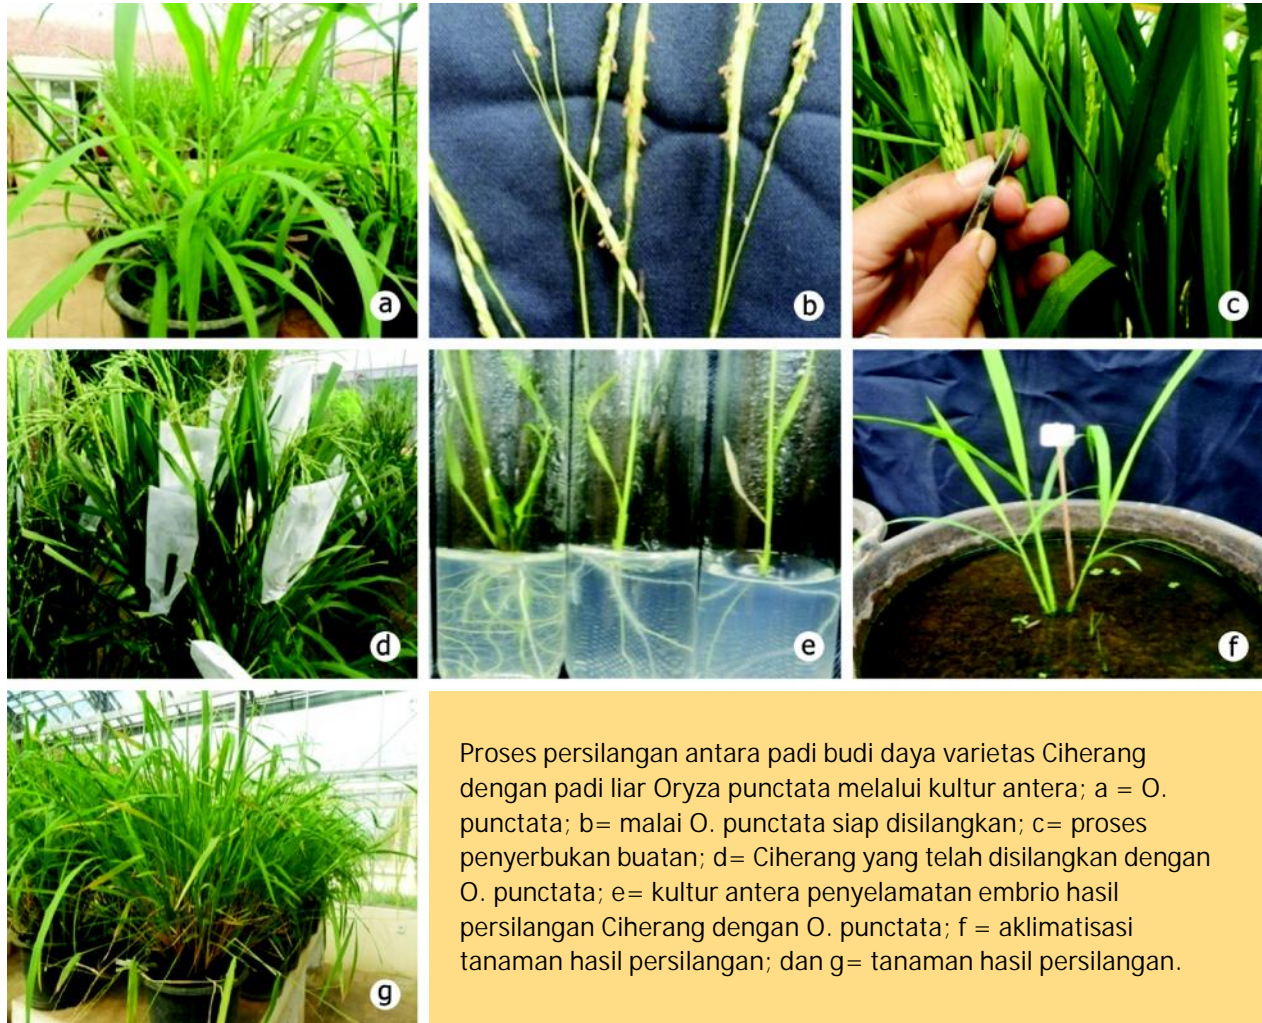 a
b
c
d
e
f
g
Proses persilangan antara padi budi daya varietas Ciherang
dengan padi liar Oryza punctata melalui kultur antera; a = O.
punctata; b= malai O. punctata siap disilangkan; c= proses
penyerbukan buatan; d= Ciherang yang telah disilangkan dengan
O. punctata; e= kultur antera penyelamatan embrio hasil
persilangan Ciherang dengan O. punctata; f = aklimatisasi
tanaman hasil persilangan; dan g= tanaman hasil persilangan.